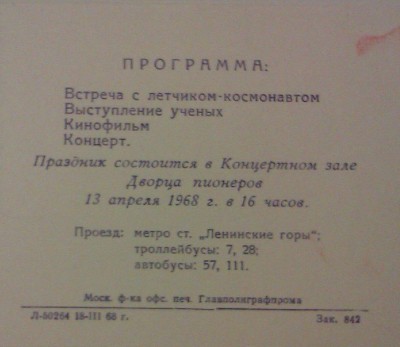 ПРОГРАММА:
Встреча с летчиком-космонавтом
Выступление ученых
Кинофильм
Концерт.
Праздник состоится в Концертном зале
Дворца пионеров
13 апреля 1968 г. в 16 часов.
Проезд: метро ст. „Ленинские горы";
троллейбусы: 7, 28;
автобусы: 57, 111.
Моск. ф-ка офс. печ. Главполиграфпрома
Л-50264 18-III 68 г. Зак. 842